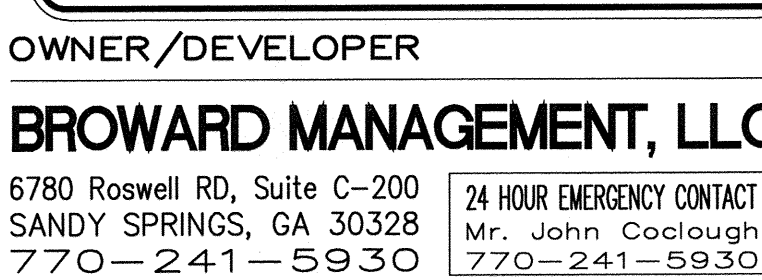 OWNER/DEVELOPER
BROWARD MANAGEMENT, LLC
6780 Roswell RD, Suite C-200
SANDY SPRINGS, GA 30328
770-241-5930
24 HOUR EMERGENCY CONTACT
Mr. John Coclough
770-241-5930